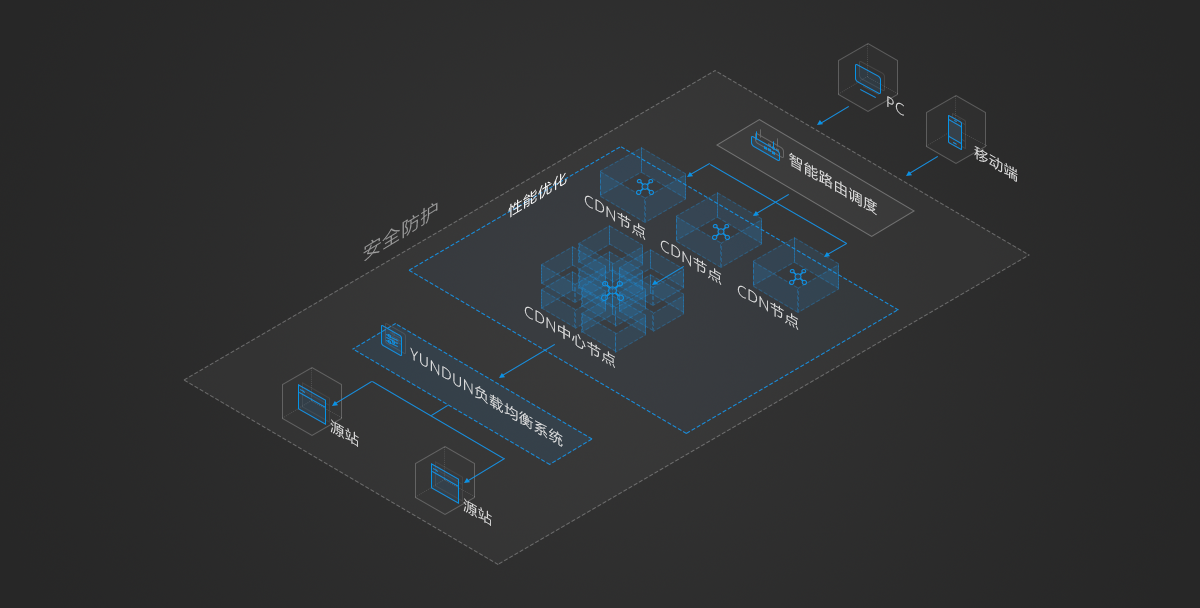 PC
移动端
智能路由调度
性能优化
CDN节点
CDN节点
CDN节点
安全防护
CDN中心节点
YUNDUN负载均衡系统
源站
源站